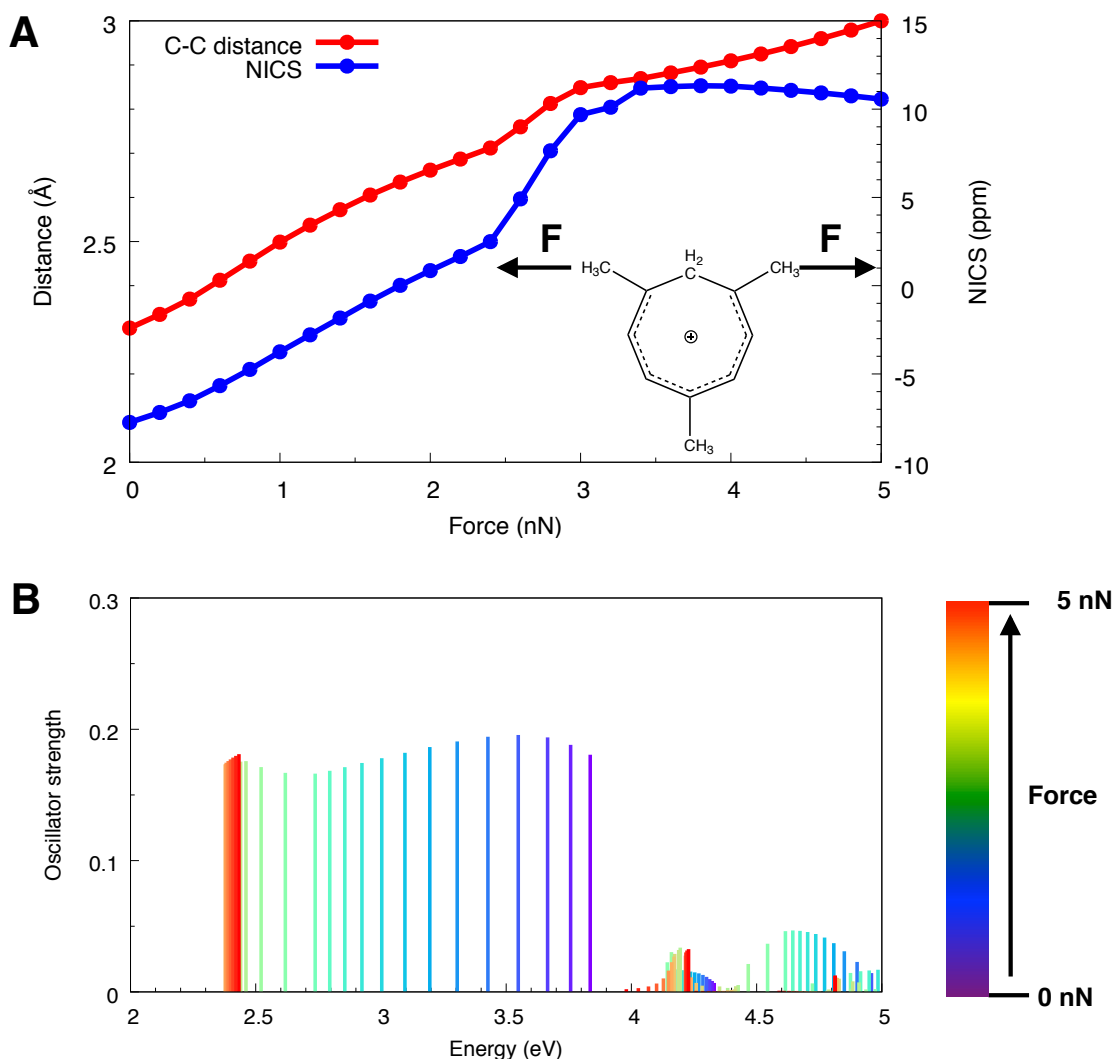 A
C-C distance
NICS
3
2.5
2
Distance (Å)
15
10
5
0
-5
-10
NICS (ppm)
F
F
H3C
H2
C
CH3
CH3
0
1
2
3
4
5
Force (nN)
B
0.3
0.2
0.1
0
Oscillator strength
2
2.5
3
3.5
4
4.5
5
Energy (eV)
5 nN
Force
0 nN